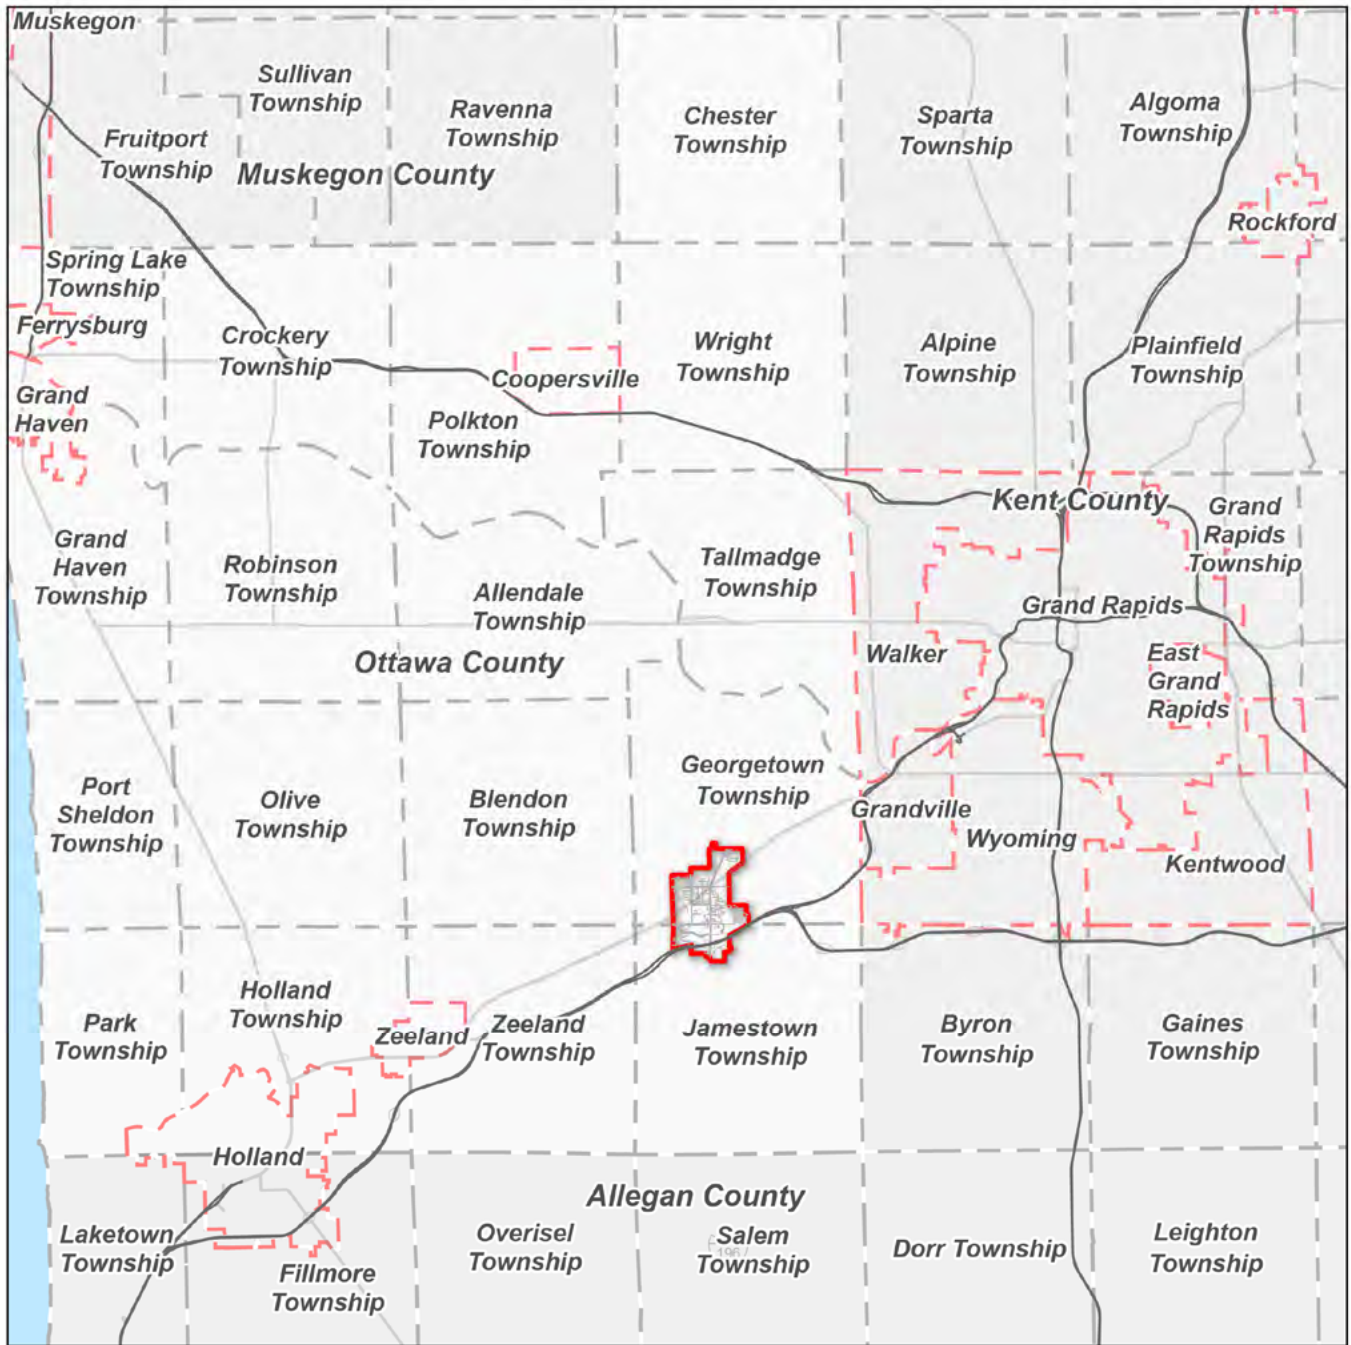 Muskegon
Sullivan
Township
Ravenna
Township
Chester
Township
Sparta
Township
Algoma
Township
Fruitport
Township
Muskegon County
Rockford
Spring Lake
Township
Ferrysburg
Crockery
Township
Coopersville
Wright
Township
Alpine
Township
Plainfield
Township
Grand
Haven
Polkton
Township
Kent County
Grand
Rapids
Township
Grand
Haven
Township
Robinson
Township
Allendale
Township
Tallmadge
Township
Grand Rapids
Ottawa County
Walker
East
Grand
Rapids
Port
Sheldon
Township
Olive
Township
Blendon
Township
Georgetown
Township
Grandville
Wyoming
Kentwood
Park
Township
Holland
Township
Zeeland
Zeeland
Township
Jamestown
Township
Byron
Township
Gaines
Township
Holland
Allegan County
Laketown
Township
Fillmore
Township
Overisel
Township
Salem
Township
Dorr Township
Leighton
Township